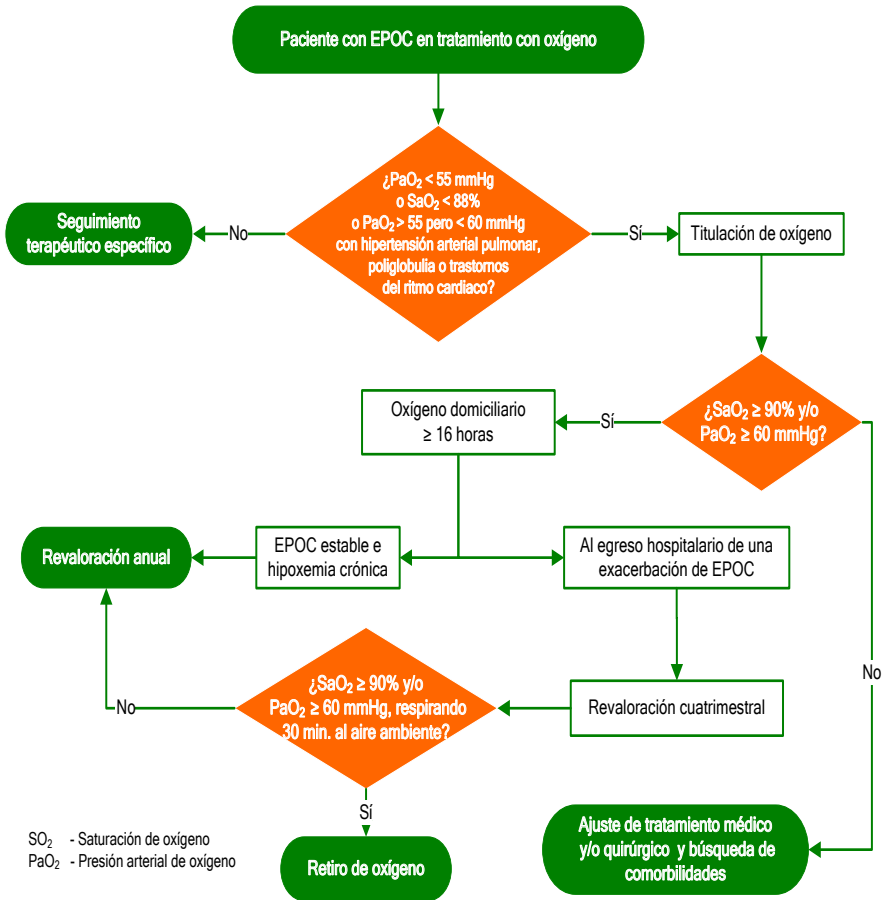 Paciente con EPOC en tratamiento con oxígeno
¿PaO₂ < 55 mmHg
o SaO₂ < 88%
o PaO₂ > 55 pero < 60 mmHg
con hipertensión arterial pulmonar,
poliglobulia o trastornos
del ritmo cardiaco?
No
Seguimiento
terapéutico específico
Sí
Titulación de oxígeno
¿SaO₂ ≥ 90% y/o
PaO₂ ≥ 60 mmHg?
Sí
Oxígeno domiciliario
≥ 16 horas
EPOC estable e
hipoxemia crónica
Revaloración anual
Al egreso hospitalario de una
exacerbación de EPOC
Revaloración cuatrimestral
¿SaO₂ ≥ 90% y/o
PaO₂ ≥ 60 mmHg, respirando
30 min. al aire ambiente?
No
Sí
Retiro de oxígeno
No
Ajuste de tratamiento médico
y/o quirúrgico y búsqueda de
comorbilidades
SO₂ - Saturación de oxígeno
PaO₂ - Presión arterial de oxígeno